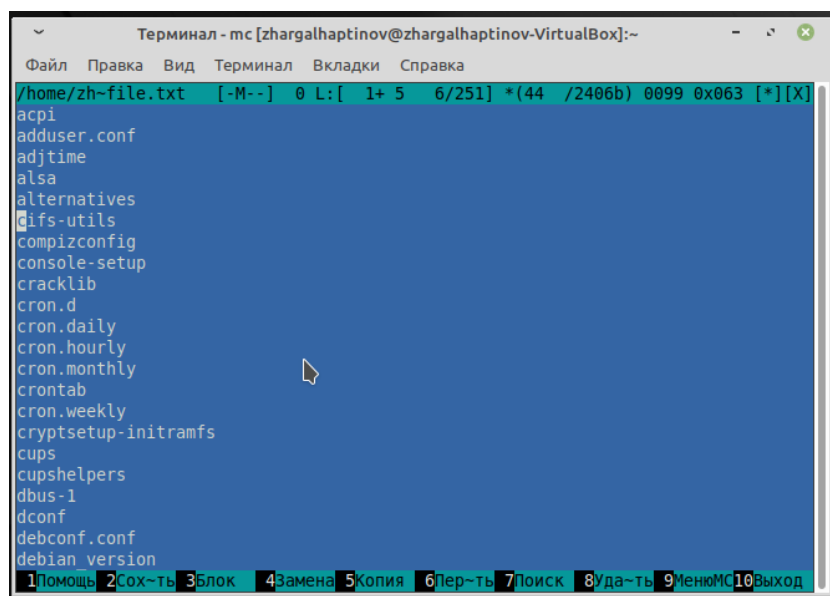 Терминал - mc [zhargalhaptinov@zhargalhaptinov-VirtualBox]:~
Файл Правка Вид Терминал Вкладки Справка
/home/zh~file.txt [-M--] 0 L:[ 1+ 5 6/251] *(44 /2406b) 0099 0x063 [*][X]
acpi
adduser.conf
adjtime
alsa
alternatives
cifs-utils
compizconfig
console-setup
cracklib
cron.d
cron.daily
cron.hourly
cron.monthly
crontab
cron.weekly
cryptsetup-initramfs
cups
cupshelpers
dbus-1
dconf
debconf.conf
debian_version
1Помощь 2Сох~ть 3Блок 4Замена 5Копия 6Пер~ть 7Поиск 8Уда~ть 9МенюMC 10Выход